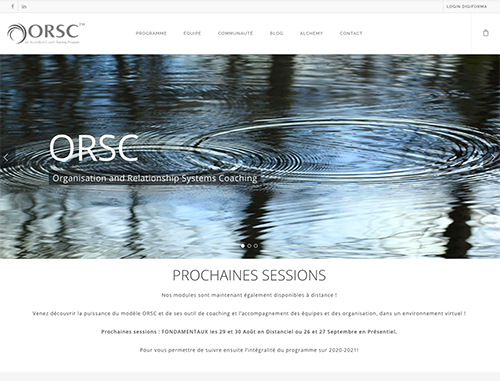 LOGIN DIGIFORMA
ORSC™
PROGRAMME
ÉQUIPE
COMMUNAUTÉ
BLOG
ALCHEMY
CONTACT
ORSC
Organisation and Relationship Systems Coaching
PROCHAINES SESSIONS
Nos modules sont maintenant également disponibles à distance !
Venez découvrir la puissance du modèle ORSC et de ses outil de coaching et l'accompagnement des équipes et des organisation, dans un environnement virtuel !
Prochaines sessions : FONDAMENTAUX les 29 et 30 Août en Distanciel ou 26 et 27 Septembre en Présentiel.
Pour vous permettre de suivre ensuite l'intégralité du programme sur 2020-2021!